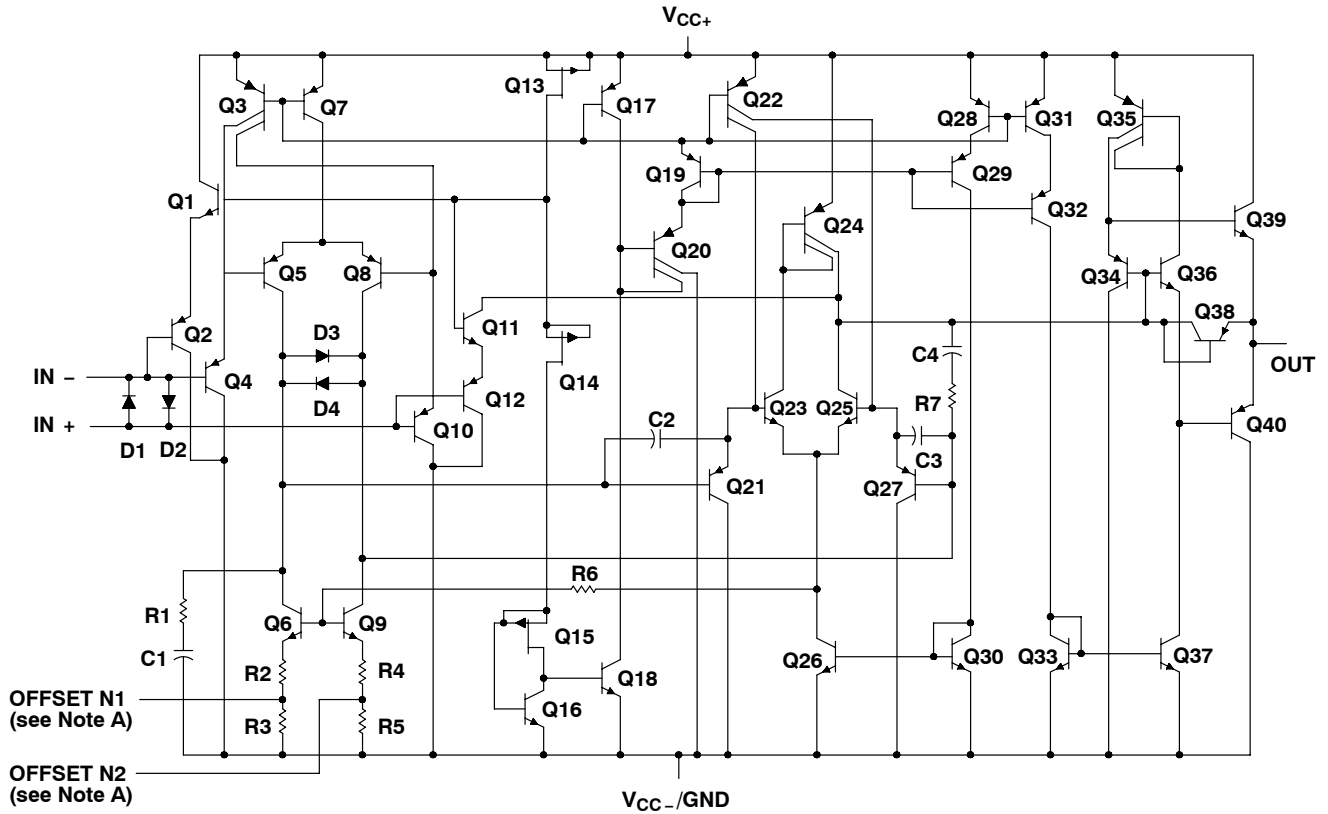 VCC+
Q3
Q7
Q13
Q17
Q22
Q28
Q31
Q35
Q1
Q19
Q29
Q32
Q39
Q5
Q8
Q20
Q24
Q34
Q36
Q2
D3
Q11
Q38
IN −
Q4
D4
Q12
Q14
C4
OUT
IN +
D1
D2
Q10
C2
Q23
Q25
R7
C3
Q40
Q21
Q27
R1
Q6
Q9
R6
C1
R2
R4
Q15
Q18
Q26
Q30
Q33
Q37
OFFSET N1
(see Note A)
R3
R5
Q16
OFFSET N2
(see Note A)
VCC−/GND